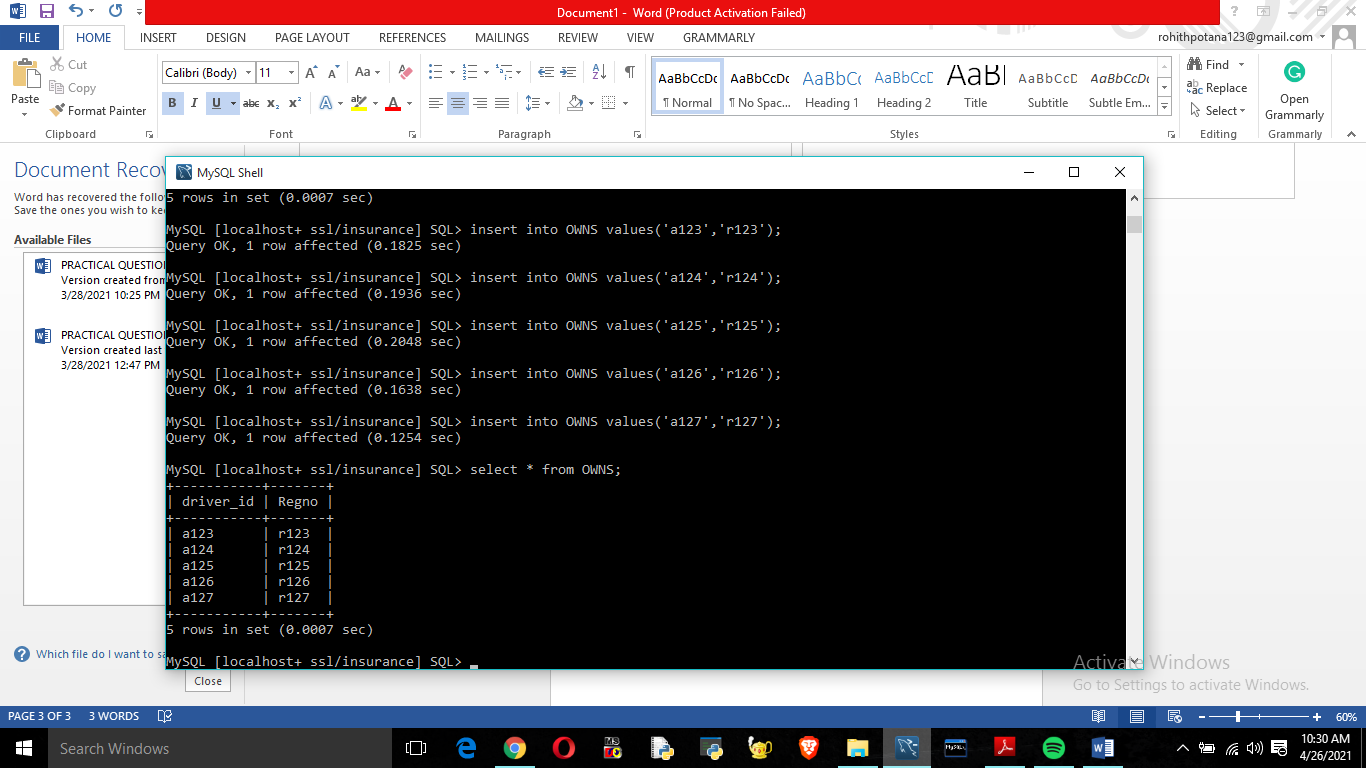 Document1 - Word (Product Activation Failed)
FILE HOME INSERT DESIGN PAGE LAYOUT REFERENCES MAILINGS REVIEW VIEW GRAMMARLY
rohithpotana123@gmail.com
Paste
Cut
Copy
Format Painter
Calibri (Body) 11
B I U abc x₂ x²
AaBbCcDc AaBbCcDc AaBbCc AaBbCcD AaBl AaBbCcD AaBbCcDc
¶ Normal ¶ No Spac... Heading 1 Heading 2 Title Subtitle Subtle Em...
Find
Replace
Select
Open
Grammarly
Clipboard Font Paragraph Styles Editing Grammarly
Document Reco
Word has recovered the follo
Save the ones you wish to ke
Available Files
PRACTICAL QUESTIO
Version created from
3/28/2021 10:25 PM
PRACTICAL QUESTIO
Version created last
3/28/2021 12:47 PM
Which file do I want to sa
Close
MySQL Shell
5 rows in set (0.0007 sec)
MySQL [localhost+ ssl/insurance] SQL> insert into OWNS values('a123','r123');
Query OK, 1 row affected (0.1825 sec)
MySQL [localhost+ ssl/insurance] SQL> insert into OWNS values('a124','r124');
Query OK, 1 row affected (0.1936 sec)
MySQL [localhost+ ssl/insurance] SQL> insert into OWNS values('a125','r125');
Query OK, 1 row affected (0.2048 sec)
MySQL [localhost+ ssl/insurance] SQL> insert into OWNS values('a126','r126');
Query OK, 1 row affected (0.1638 sec)
MySQL [localhost+ ssl/insurance] SQL> insert into OWNS values('a127','r127');
Query OK, 1 row affected (0.1254 sec)
MySQL [localhost+ ssl/insurance] SQL> select * from OWNS;
+-----------+-------+
| driver_id | Regno |
+-----------+-------+
| a123 | r123 |
| a124 | r124 |
| a125 | r125 |
| a126 | r126 |
| a127 | r127 |
+-----------+-------+
5 rows in set (0.0007 sec)
MySQL [localhost+ ssl/insurance] SQL>
Activate Windows
Go to Settings to activate Windows.
PAGE 3 OF 3 3 WORDS
60%
Search Windows
10:30 AM
4/26/2021